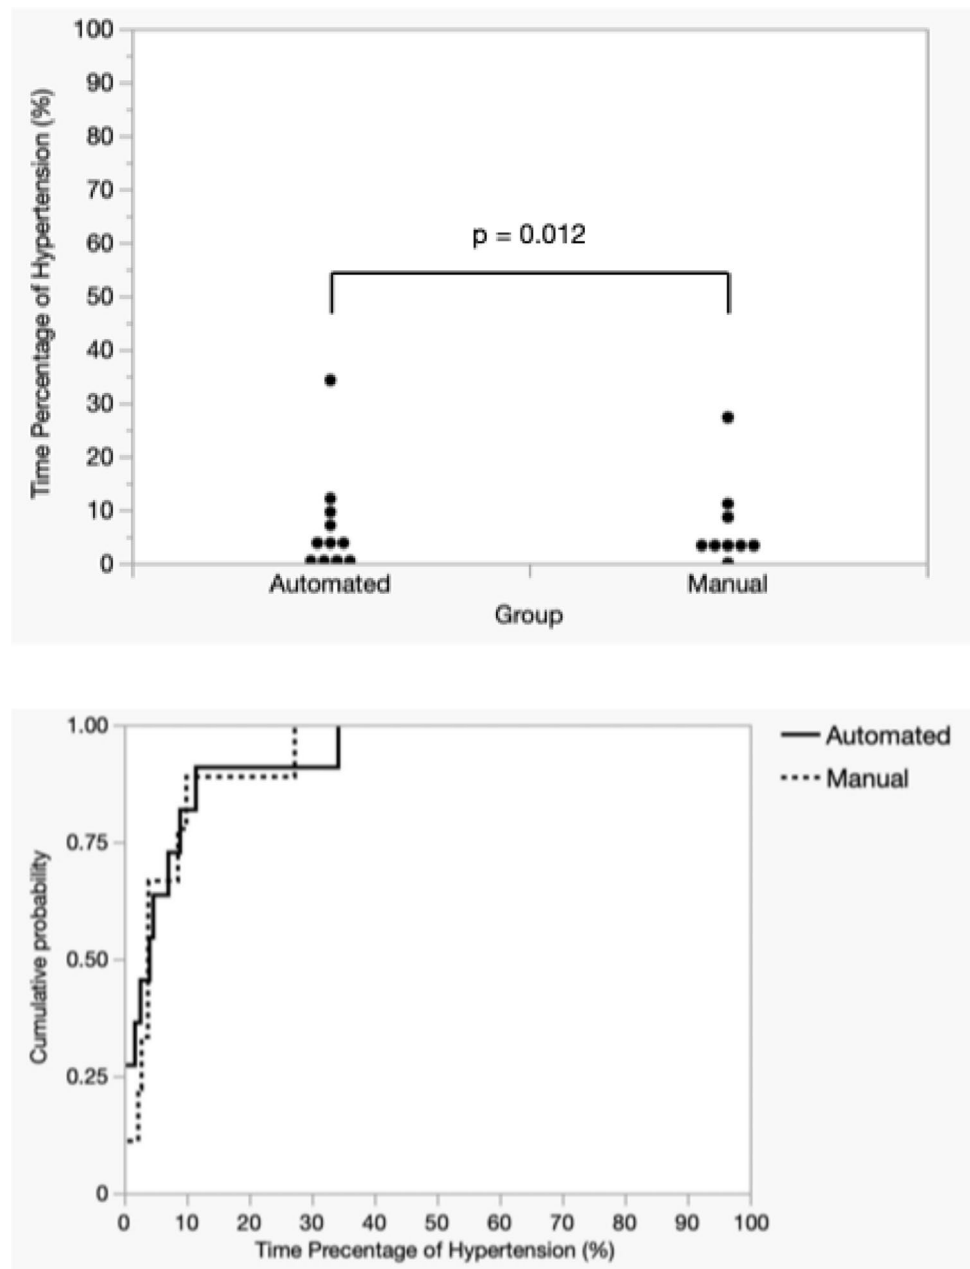 100
90
80
70
60
50
40
30
20
10
0
Time Percentage of Hypertension (%)
p = 0.012
Automated Manual
Group
1.00
0.75
0.50
0.25
0
Cumulative probability
Automated
Manual
0 10 20 30 40 50 60 70 80 90 100
Time Precentage of Hypertension (%)